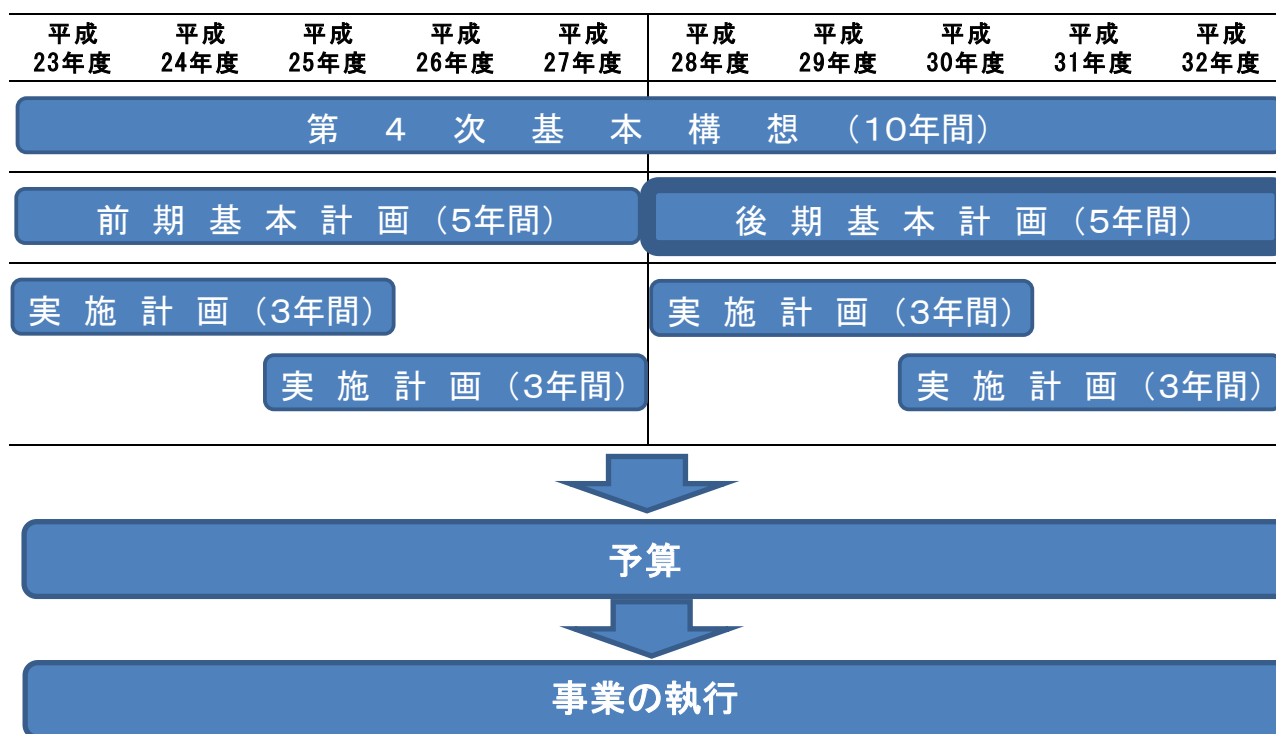 平成 平成 平成 平成 平成 平成 平成 平成 平成 平成
23年度 24年度 25年度 26年度 27年度 28年度 29年度 30年度 31年度 32年度
第 4 次 基 本 構 想 （10年間）
前 期 基 本 計 画（5年間） 後 期 基 本 計 画（5年間）
実 施 計 画（3年間） 実 施 計 画（3年間）
実 施 計 画（3年間） 実 施 計 画（3年間）
予算
事業の執行